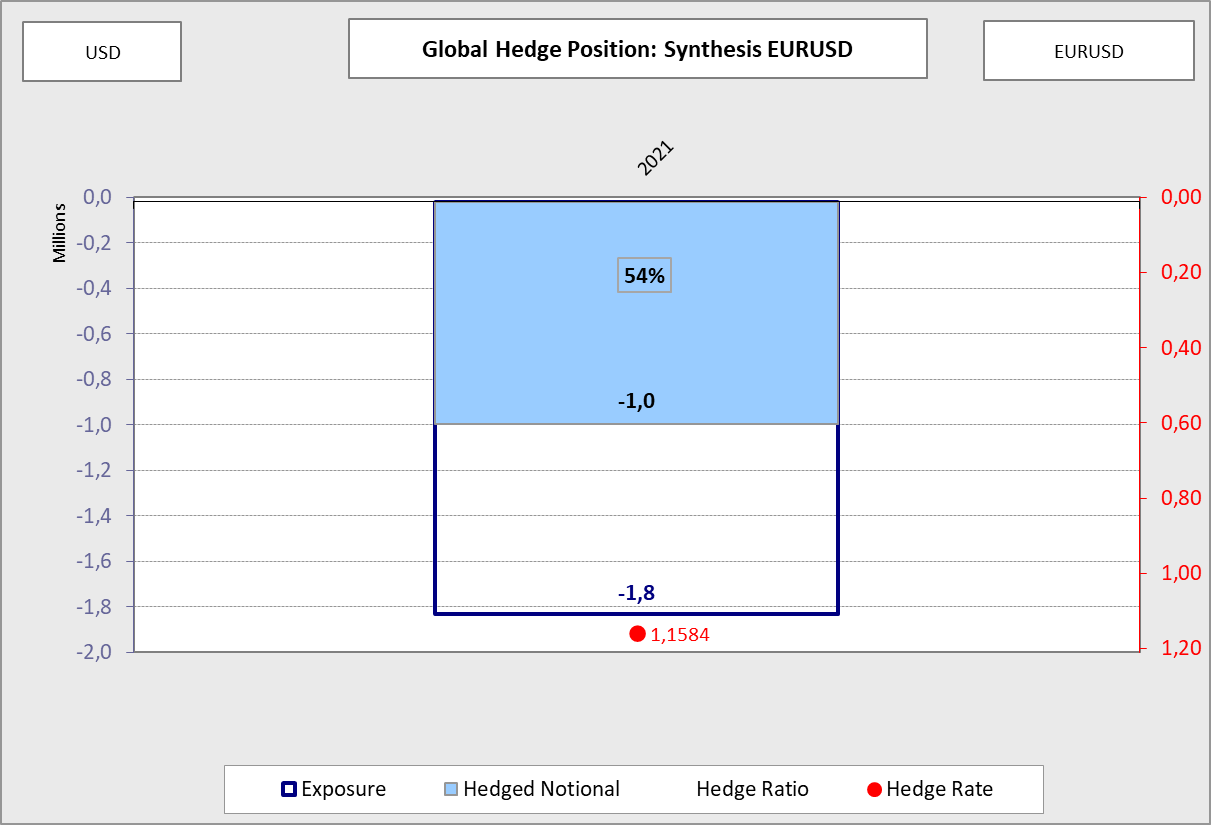 USD
Global Hedge Position: Synthesis EURUSD
EURUSD
2021
Millions
0,0
-0,2
-0,4
-0,6
-0,8
-1,0
-1,2
-1,4
-1,6
-1,8
-2,0
54%
-1,0
-1,8
1,1584
0,00
0,20
0,40
0,60
0,80
1,00
1,20
Exposure
Hedged Notional
Hedge Ratio
Hedge Rate